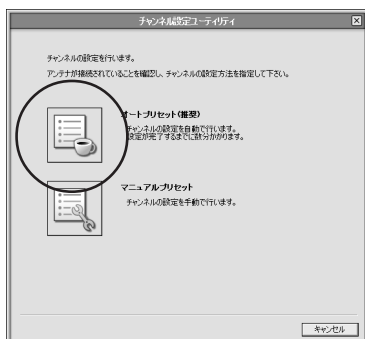 チャンネル設定ユーティリティ
チャンネルの設定を行います。
アンテナが接続されていることを確認し、チャンネルの設定方法を指定して下さい。
オートプリセット(推奨)
チャンネルの設定を自動で行います。
設定が完了するまでに数分かかります。
マニュアルプリセット
チャンネルの設定を手動で行います。
キャンセル